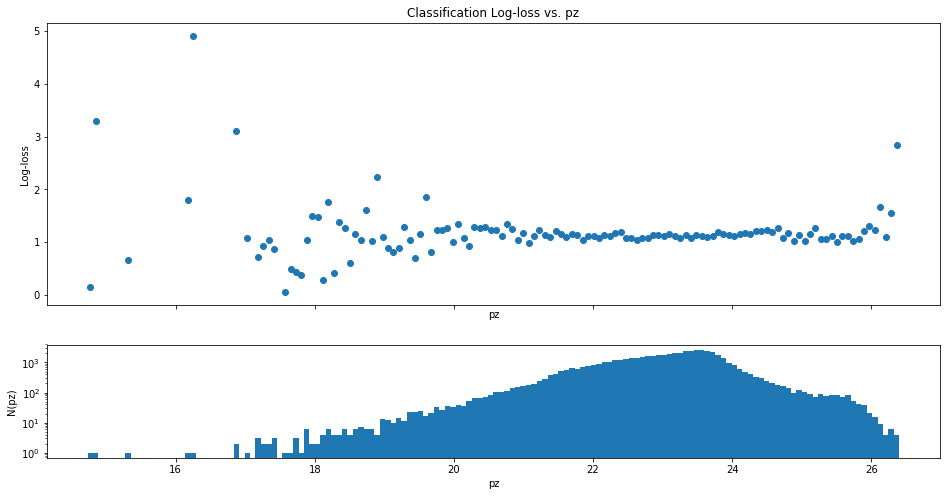 Classification Log-loss vs. pz
5
4
3
2
1
0
Log-loss
pz
10³
10²
10¹
10⁰
N(pz)
16 18 20 22 24 26
pz